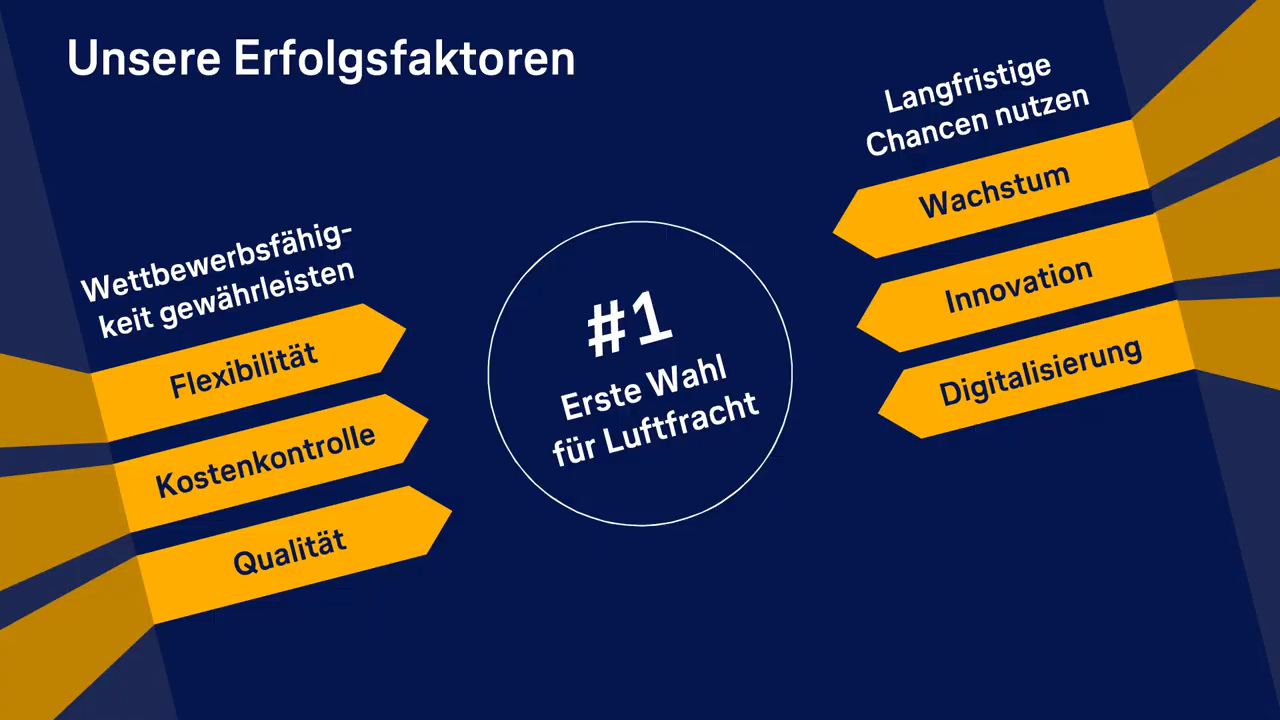 Unsere Erfolgsfaktoren
Wettbewerbsfähig-
keit gewährleisten
Flexibilität
Kostenkontrolle
Qualität
#1
Erste Wahl
für Luftfracht
Langfristige
Chancen nutzen
Wachstum
Innovation
Digitalisierung